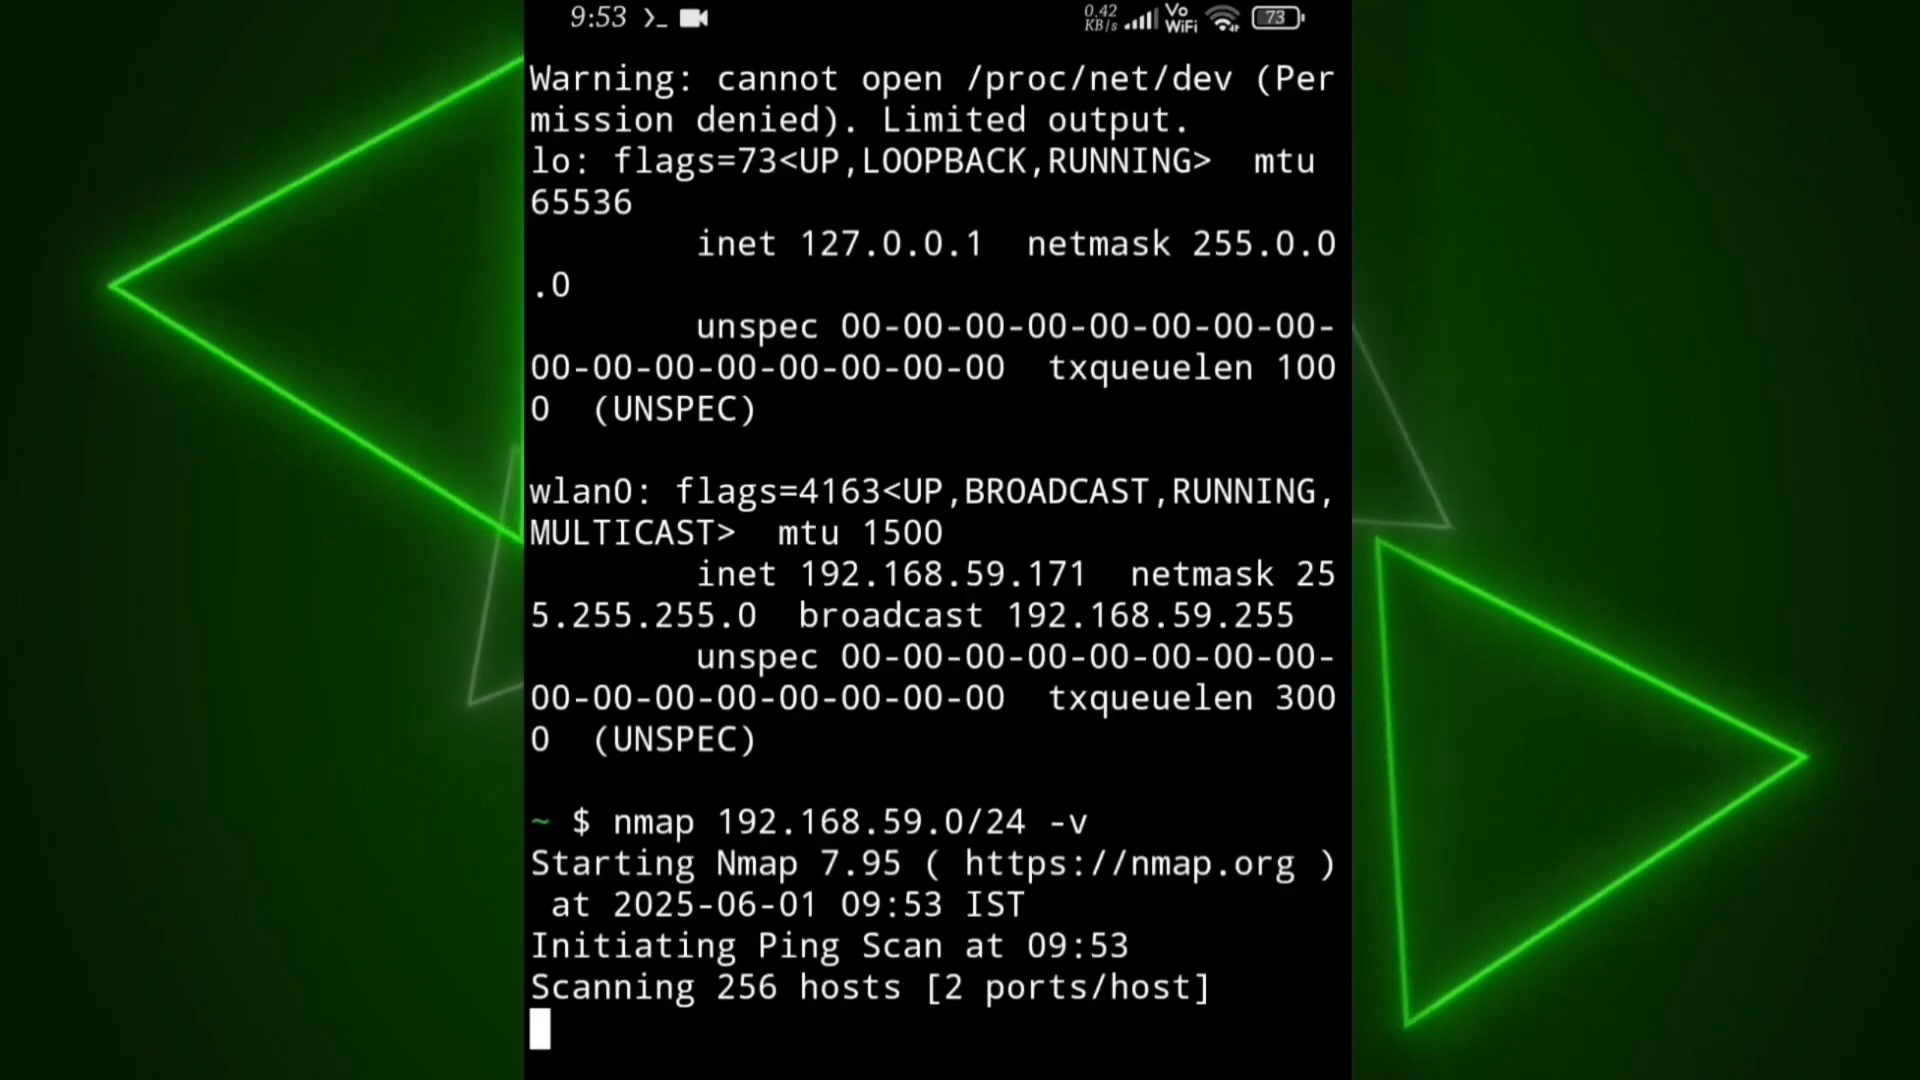 9:53 >_
0.42 KB/s Vo WiFi 73
Warning: cannot open /proc/net/dev (Per
mission denied). Limited output.
lo: flags=73<UP,LOOPBACK,RUNNING>  mtu
65536
        inet 127.0.0.1  netmask 255.0.0
.0
        unspec 00-00-00-00-00-00-00-00-
00-00-00-00-00-00-00-00  txqueuelen 100
0  (UNSPEC)

wlan0: flags=4163<UP,BROADCAST,RUNNING,
MULTICAST>  mtu 1500
        inet 192.168.59.171  netmask 25
5.255.255.0  broadcast 192.168.59.255
        unspec 00-00-00-00-00-00-00-00-
00-00-00-00-00-00-00-00  txqueuelen 300
0  (UNSPEC)

~ $ nmap 192.168.59.0/24 -v
Starting Nmap 7.95 ( https://nmap.org )
 at 2025-06-01 09:53 IST
Initiating Ping Scan at 09:53
Scanning 256 hosts [2 ports/host]